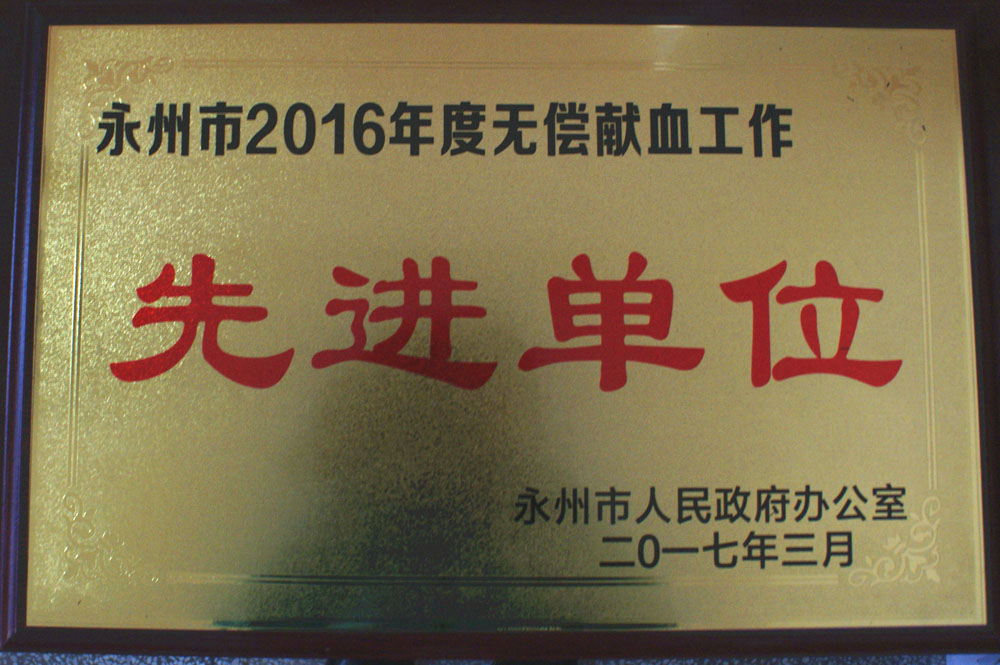 永州市2016年度无偿献血工作
先进单位
永州市人民政府办公室
二〇一七年三月